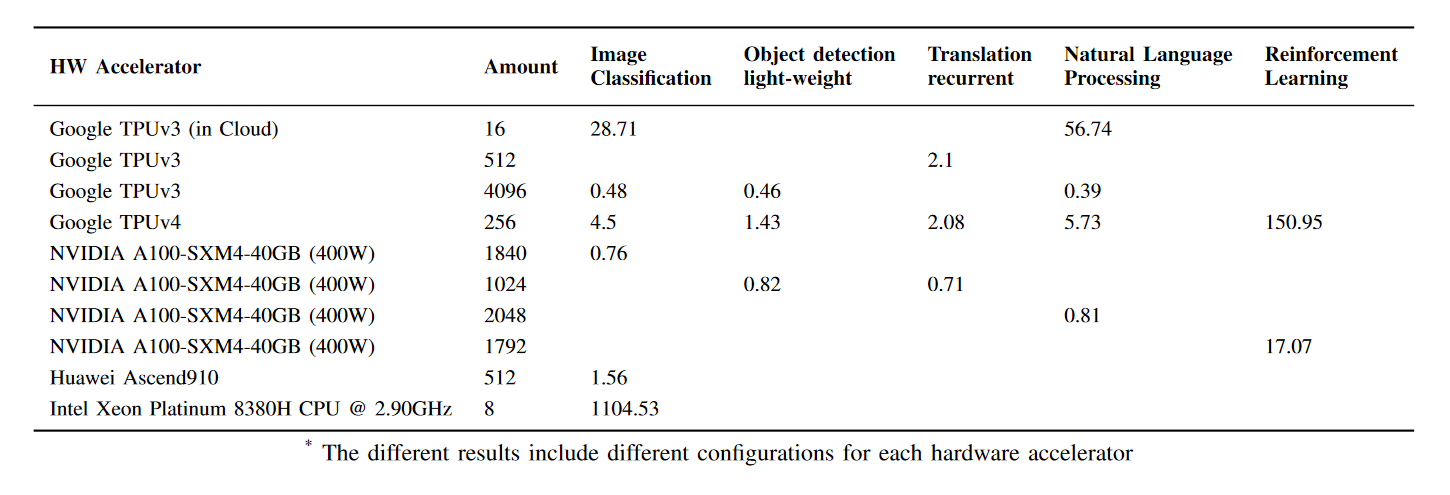 HW Accelerator Amount Image Classification Object detection light-weight Translation recurrent Natural Language Processing Reinforcement Learning
Google TPUv3 (in Cloud) 16 28.71 56.74
Google TPUv3 512 2.1
Google TPUv3 4096 0.48 0.46 0.39
Google TPUv4 256 4.5 1.43 2.08 5.73 150.95
NVIDIA A100-SXM4-40GB (400W) 1840 0.76
NVIDIA A100-SXM4-40GB (400W) 1024 0.82 0.71
NVIDIA A100-SXM4-40GB (400W) 2048 0.81
NVIDIA A100-SXM4-40GB (400W) 1792 17.07
Huawei Ascend910 512 1.56
Intel Xeon Platinum 8380H CPU @ 2.90GHz 8 1104.53
* The different results include different configurations for each hardware accelerator